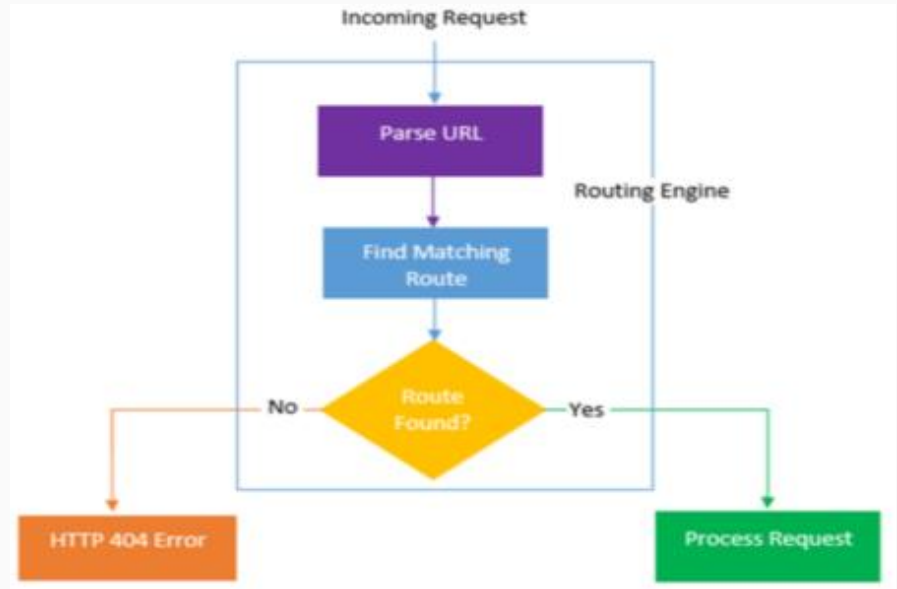 Incoming Request
Parse URL
Routing Engine
Find Matching
Route
Route
Found?
No
Yes
HTTP 404 Error
Process Request